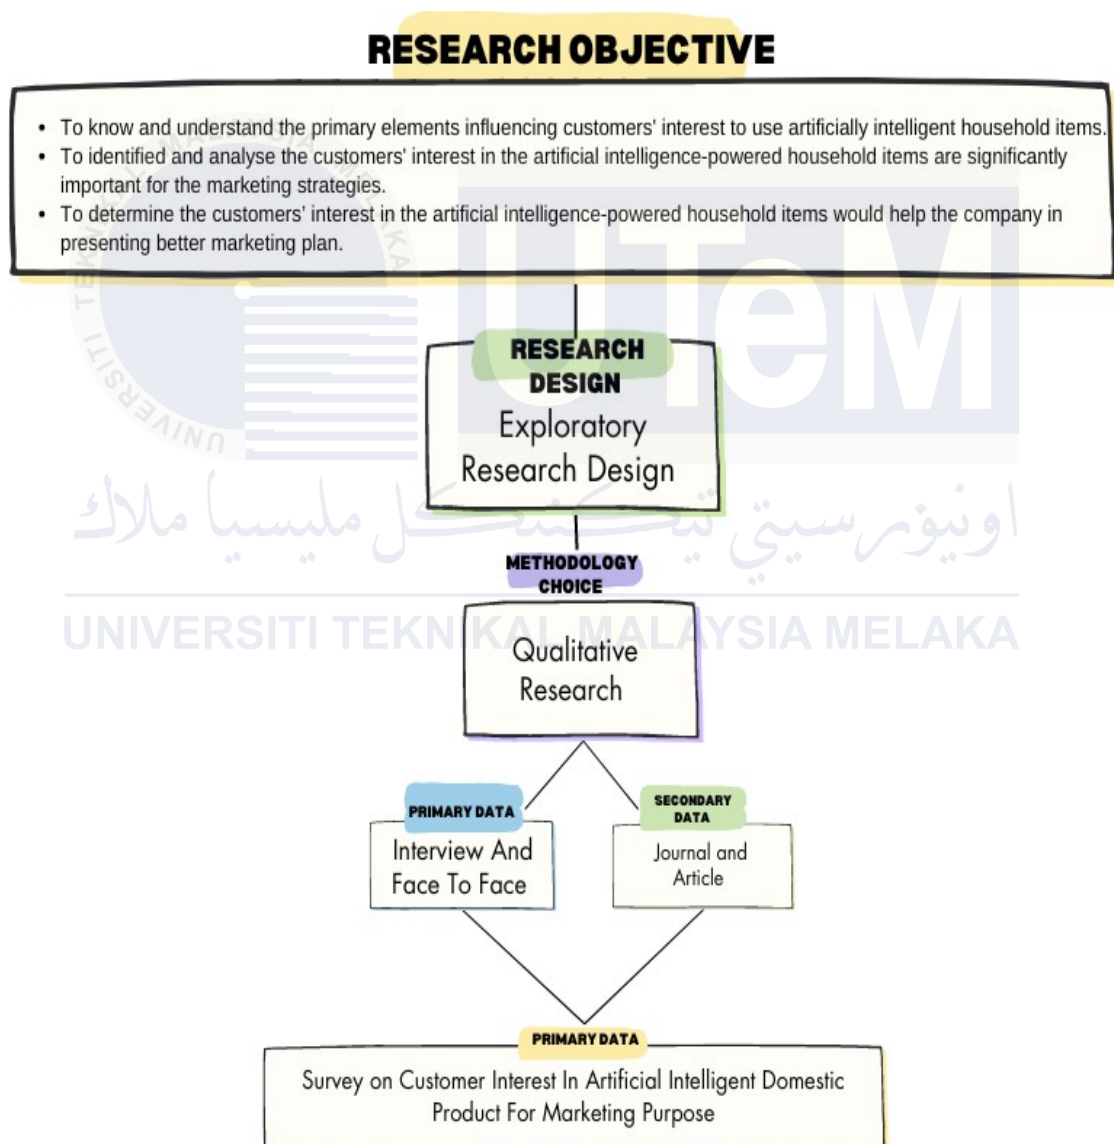 RESEARCH OBJECTIVE
• To know and understand the primary elements influencing customers' interest to use artificially intelligent household items.
• To identified and analyse the customers' interest in the artificial intelligence-powered household items are significantly
important for the marketing strategies.
• To determine the customers' interest in the artificial intelligence-powered household items would help the company in
presenting better marketing plan.
UNIVERSITI TEKNIKAL MALAYSIA MELAKA
UTeM
RESEARCH
DESIGN
Exploratory
Research Design
اونيۏرسيتي تيكنيكل مليسيا ملاك
METHODOLOGY
CHOICE
UNIVERSITI TEKNIKAL MALAYSIA MELAKA
Qualitative
Research
PRIMARY DATA
Interview And
Face To Face
SECONDARY
DATA
Journal and
Article
PRIMARY DATA
Survey on Customer Interest In Artificial Intelligent Domestic
Product For Marketing Purpose